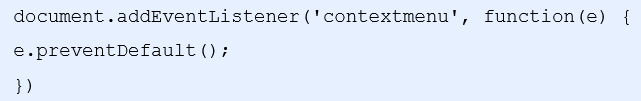 document.addEventListener('contextmenu', function(e) {
e.preventDefault();
})